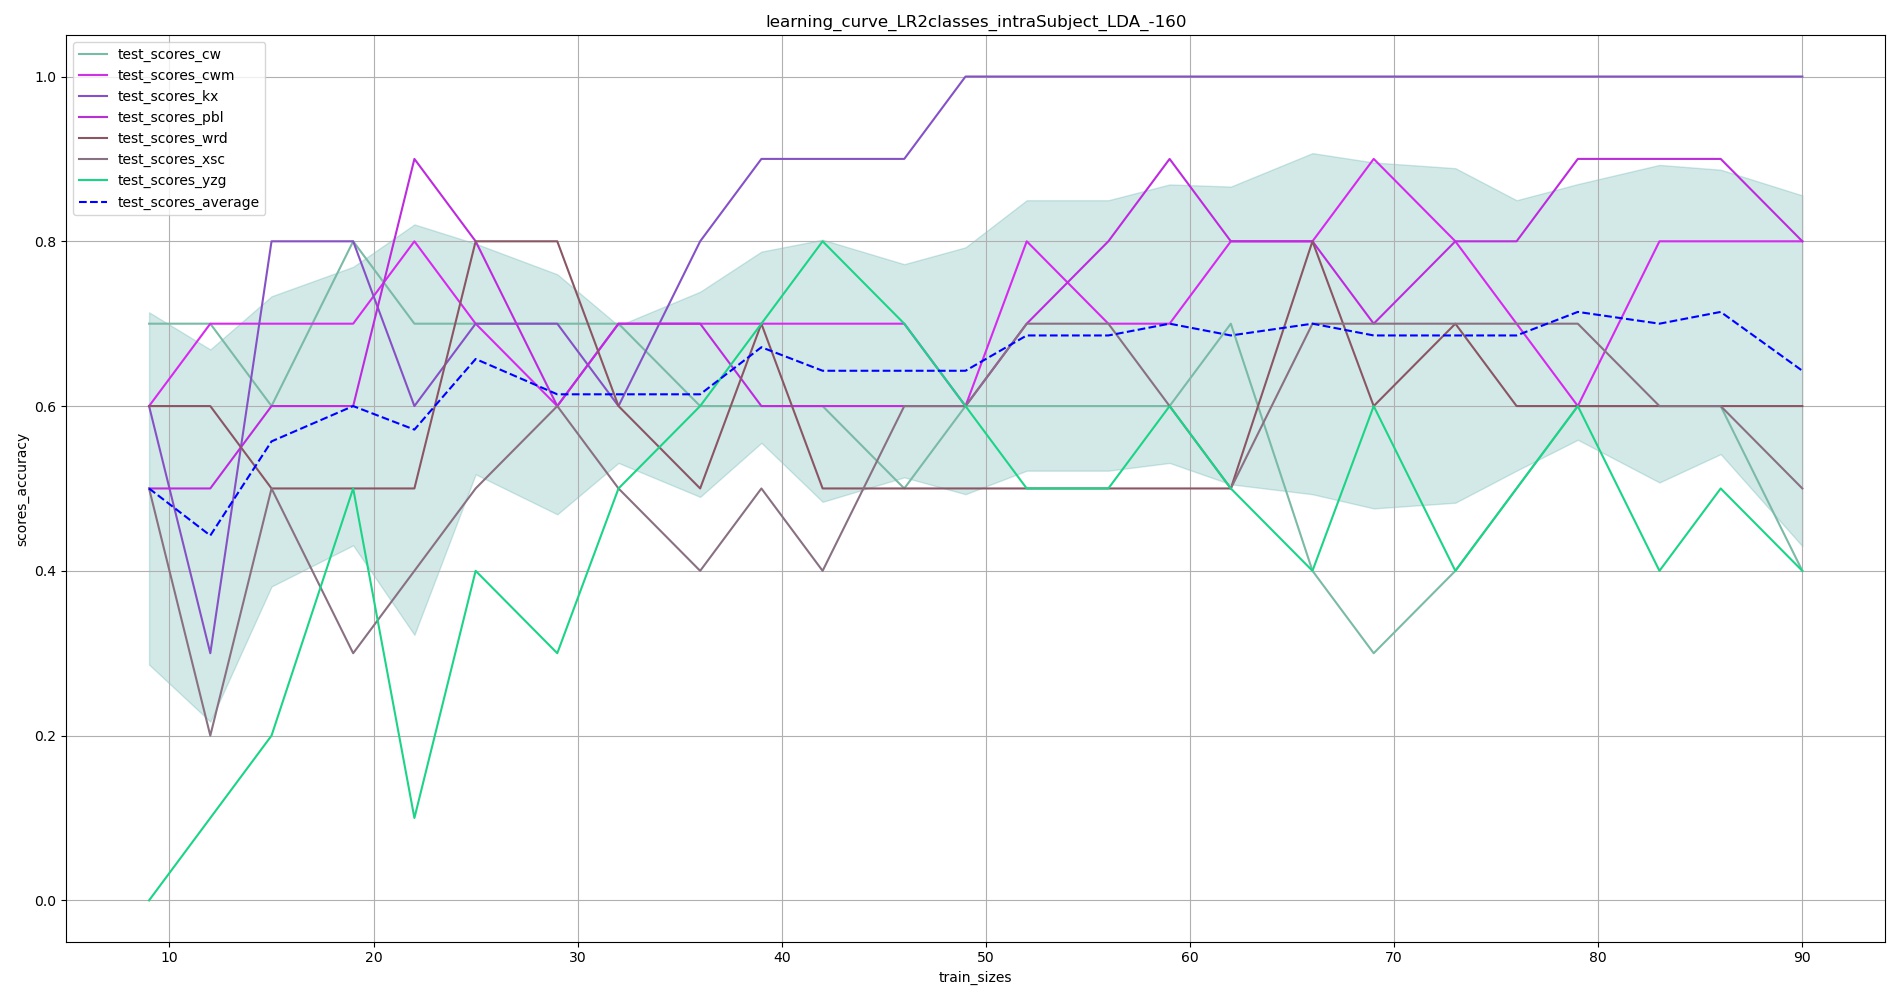 learning_curve_LR2classes_intraSubject_LDA_-160
test_scores_cw
test_scores_cwm
test_scores_kx
test_scores_pbl
test_scores_wrd
test_scores_xsc
test_scores_yzg
test_scores_average
scores_accuracy
1.0
0.8
0.6
0.4
0.2
0.0
10 20 30 40 50 60 70 80 90
train_sizes